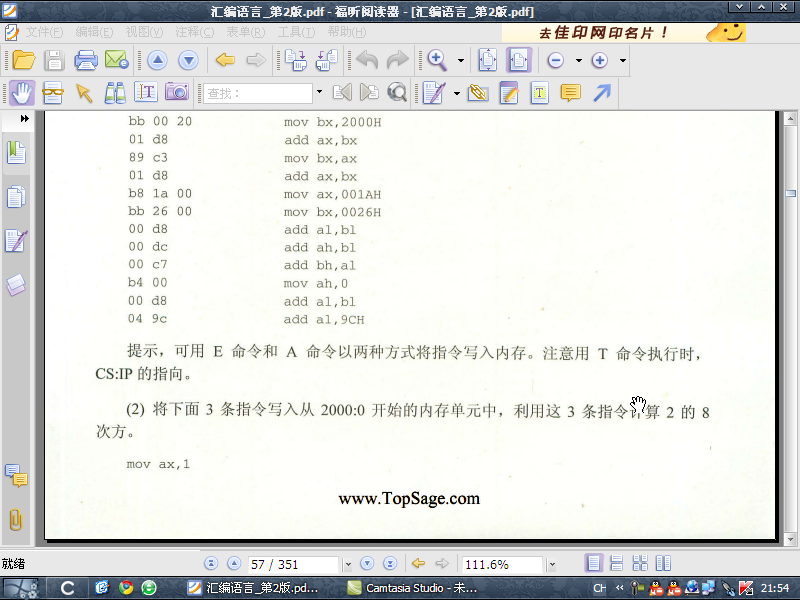 汇编语言_第2版.pdf - 福昕阅读器 - [汇编语言_第2版.pdf]
文件(F) 编辑(E) 视图(V) 注释(C) 表单(R) 工具(T) 帮助(H)
去佳印网印名片！
查找：
bb 00 20 mov bx,2000H
01 d8 add ax,bx
89 c3 mov bx,ax
01 d8 add ax,bx
b8 1a 00 mov ax,001AH
bb 26 00 mov bx,0026H
00 d8 add al,bl
00 dc add ah,bl
00 c7 add bh,al
b4 00 mov ah,0
00 d8 add al,bl
04 9c add al,9CH
提示，可用 E 命令和 A 命令以两种方式将指令写入内存。注意用 T 命令执行时，
CS:IP 的指向。
(2) 将下面 3 条指令写入从 2000:0 开始的内存单元中，利用这 3 条指令计算 2 的 8
次方。
mov ax,1
www.TopSage.com
就绪
57 / 351
111.6%
汇编语言_第2版.pd...
Camtasia Studio - 未...
CH
21:54